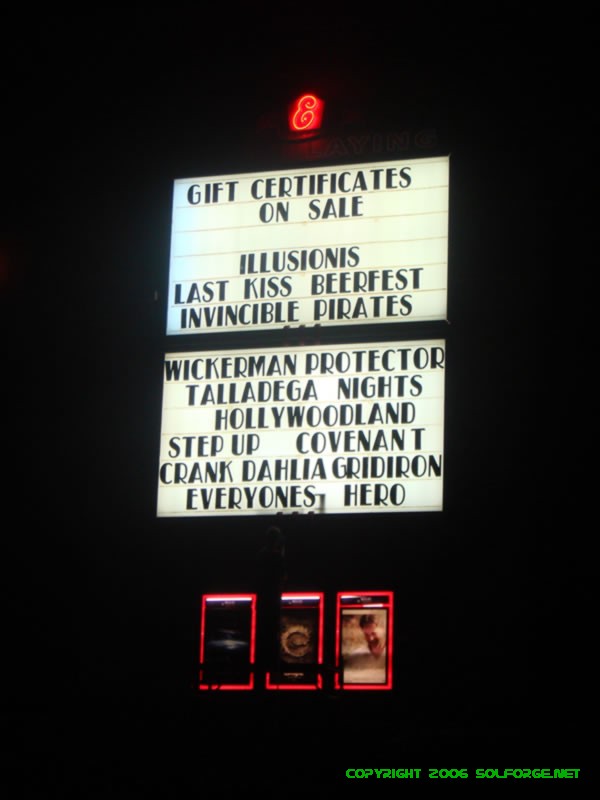 &
LAYING
GIFT CERTIFICATES
ON SALE
ILLUSIONIS
LAST KISS BEERFEST
INVINCIBLE PIRATES
WICKERMAN PROTECTOR
TALLADEGA NIGHTS
HOLLYWOODLAND
STEP UP COVENANT
CRANK DAHLIA GRIDIRON
EVERYONES HERO
COPYRIGHT 2006 SOLFORGE.NET